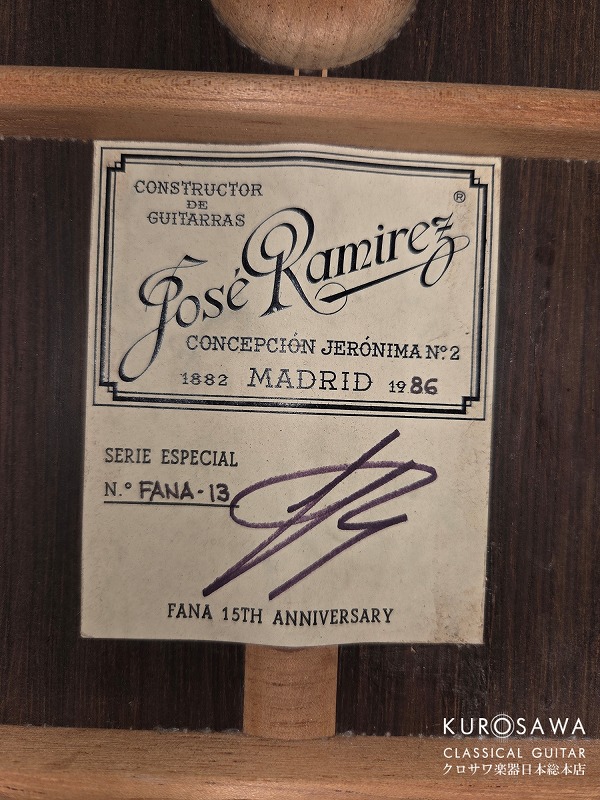 CONSTRUCTOR
DE
GUITARRAS
®
José Ramirez
CONCEPCIÓN JERÓNIMA Nº2
1882 MADRID 1986
SERIE ESPECIAL
N.º FANA-13
FANA 15TH ANNIVERSARY
KUROSAWA
CLASSICAL GUITAR
クロサワ楽器日本総本店